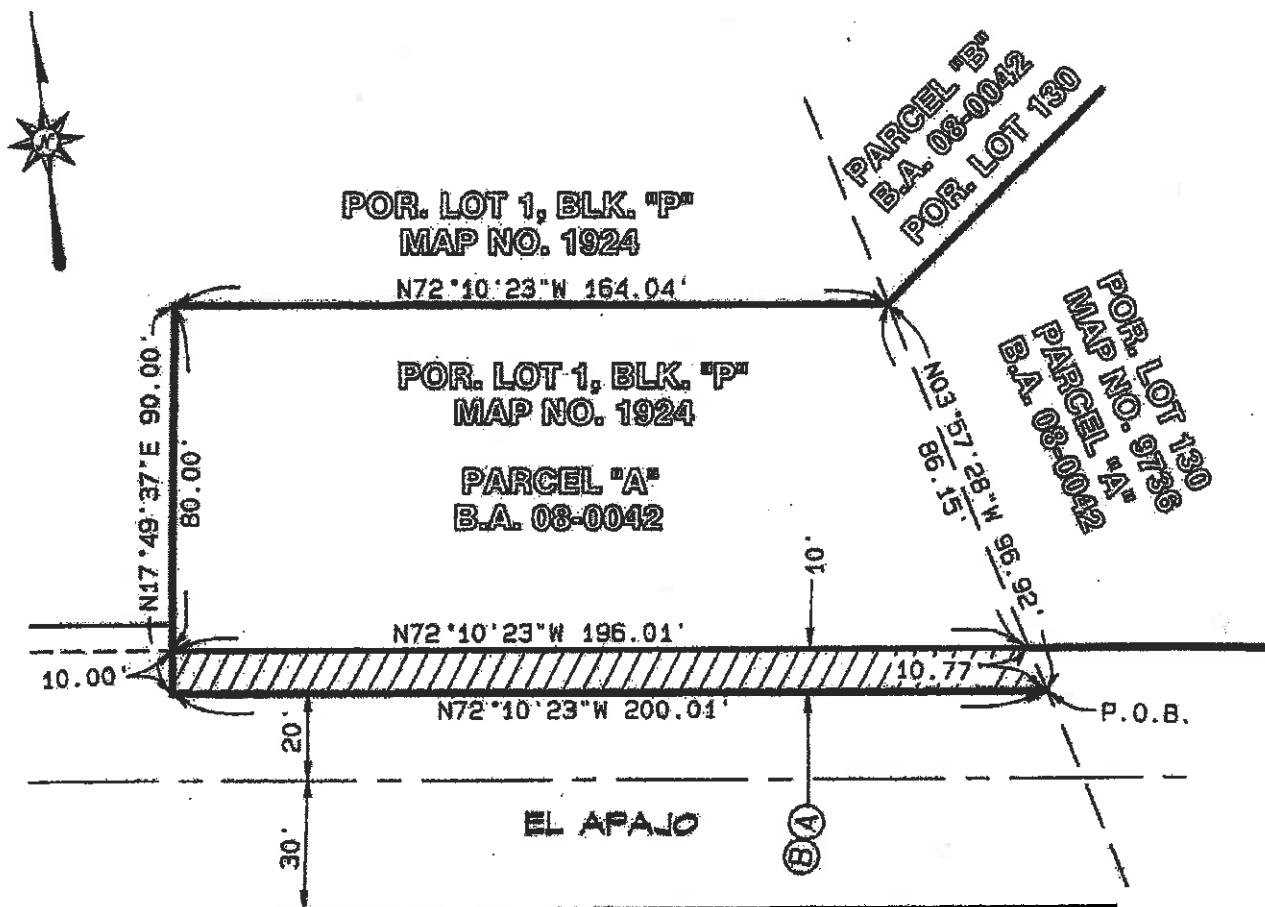 N
PARCEL "B"
B.A. 08-0042
POR. LOT 130
POR. LOT 1, BLK. "P"
MAP NO. 1924
N72°10'23"W 164.04'
POR. LOT 130
MAP NO. 9736
PARCEL "A"
B.A. 08-0042
N17°49'37"E 90.00'
80.00'
POR. LOT 1, BLK. "P"
MAP NO. 1924
PARCEL "A"
B.A. 08-0042
N03°57'28"W 96.92'
86.15'
10'
N72°10'23"W 196.01'
10.00'
10.77
N72°10'23"W 200.01'
P.O.B.
20'
EL APAJO
30'
B A